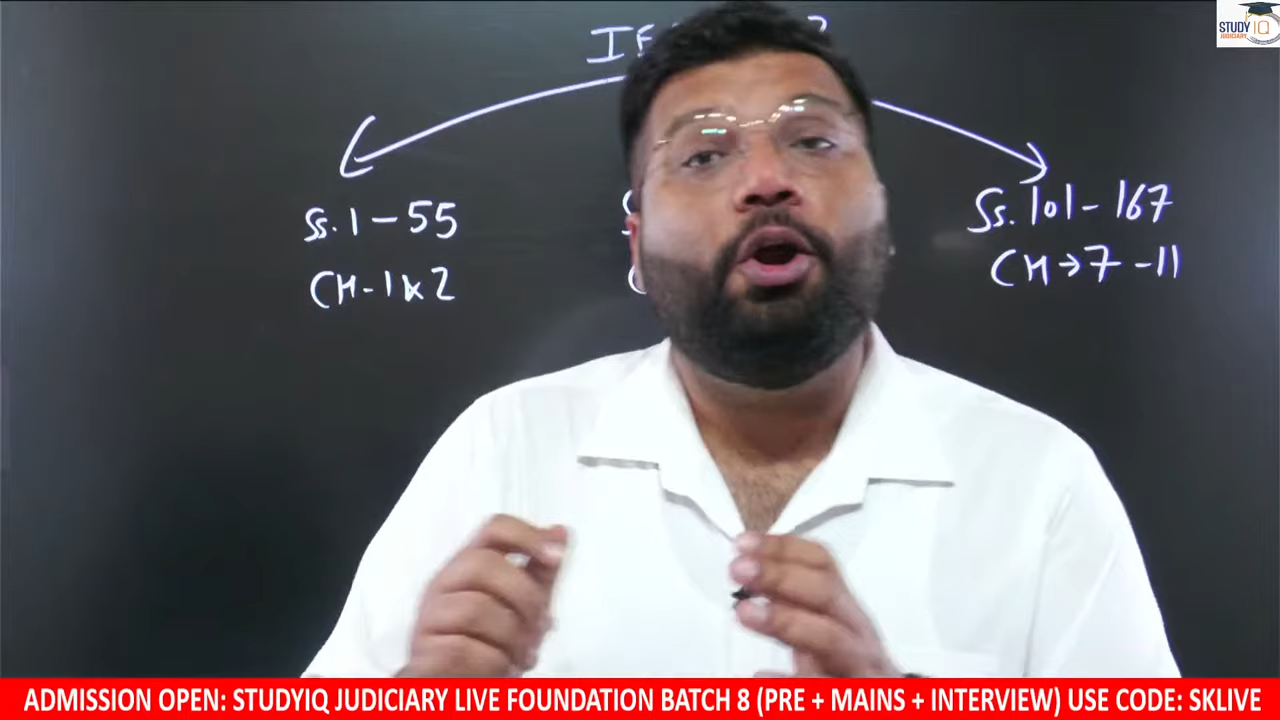 STUDY IQ
JUDICIARY
Ss. 1 - 55
CH - 1 & 2
Ss. 101 - 167
CH → 7 - 11
ADMISSION OPEN: STUDYIQ JUDICIARY LIVE FOUNDATION BATCH 8 (PRE + MAINS + INTERVIEW) USE CODE: SKLIVE